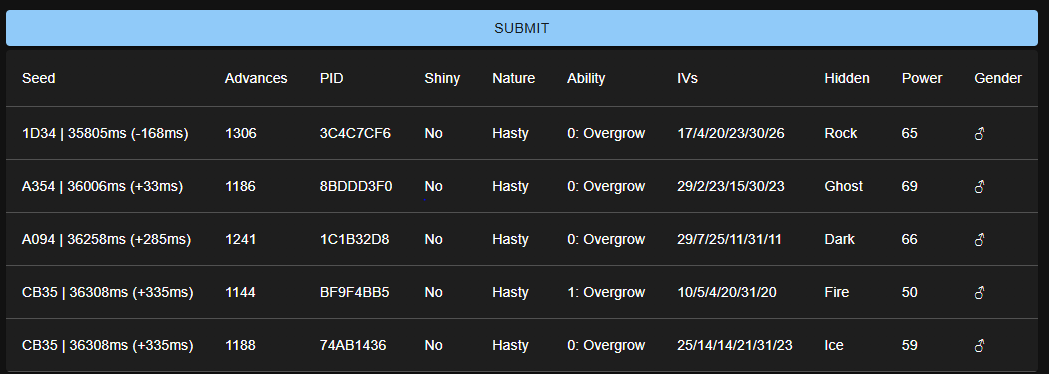 SUBMIT
Seed Advances PID Shiny Nature Ability IVs Hidden Power Gender
1D34 | 35805ms (-168ms) 1306 3C4C7CF6 No Hasty 0: Overgrow 17/4/20/23/30/26 Rock 65 ♂
A354 | 36006ms (+33ms) 1186 8BDDD3F0 No Hasty 0: Overgrow 29/2/23/15/30/23 Ghost 69 ♂
A094 | 36258ms (+285ms) 1241 1C1B32D8 No Hasty 0: Overgrow 29/7/25/11/31/11 Dark 66 ♂
CB35 | 36308ms (+335ms) 1144 BF9F4BB5 No Hasty 1: Overgrow 10/5/4/20/31/20 Fire 50 ♂
CB35 | 36308ms (+335ms) 1188 74AB1436 No Hasty 0: Overgrow 25/14/14/21/31/23 Ice 59 ♂